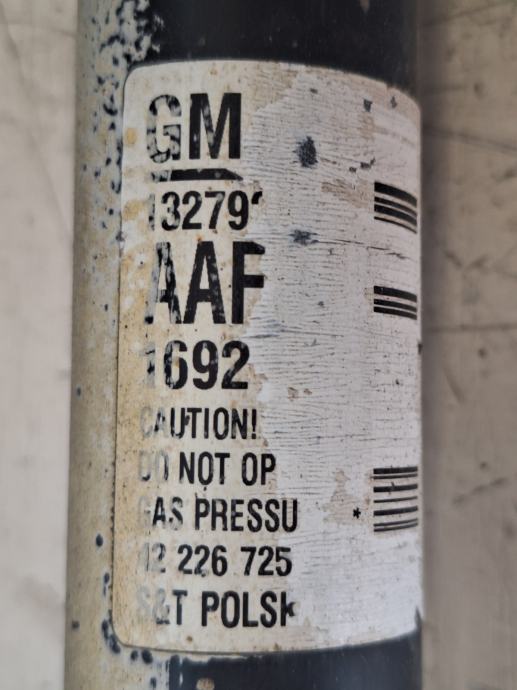 GM
13279
AAF
1692
CAUTION!
DO NOT OP
GAS PRESSU
*
12 226 725
S&T POLSK